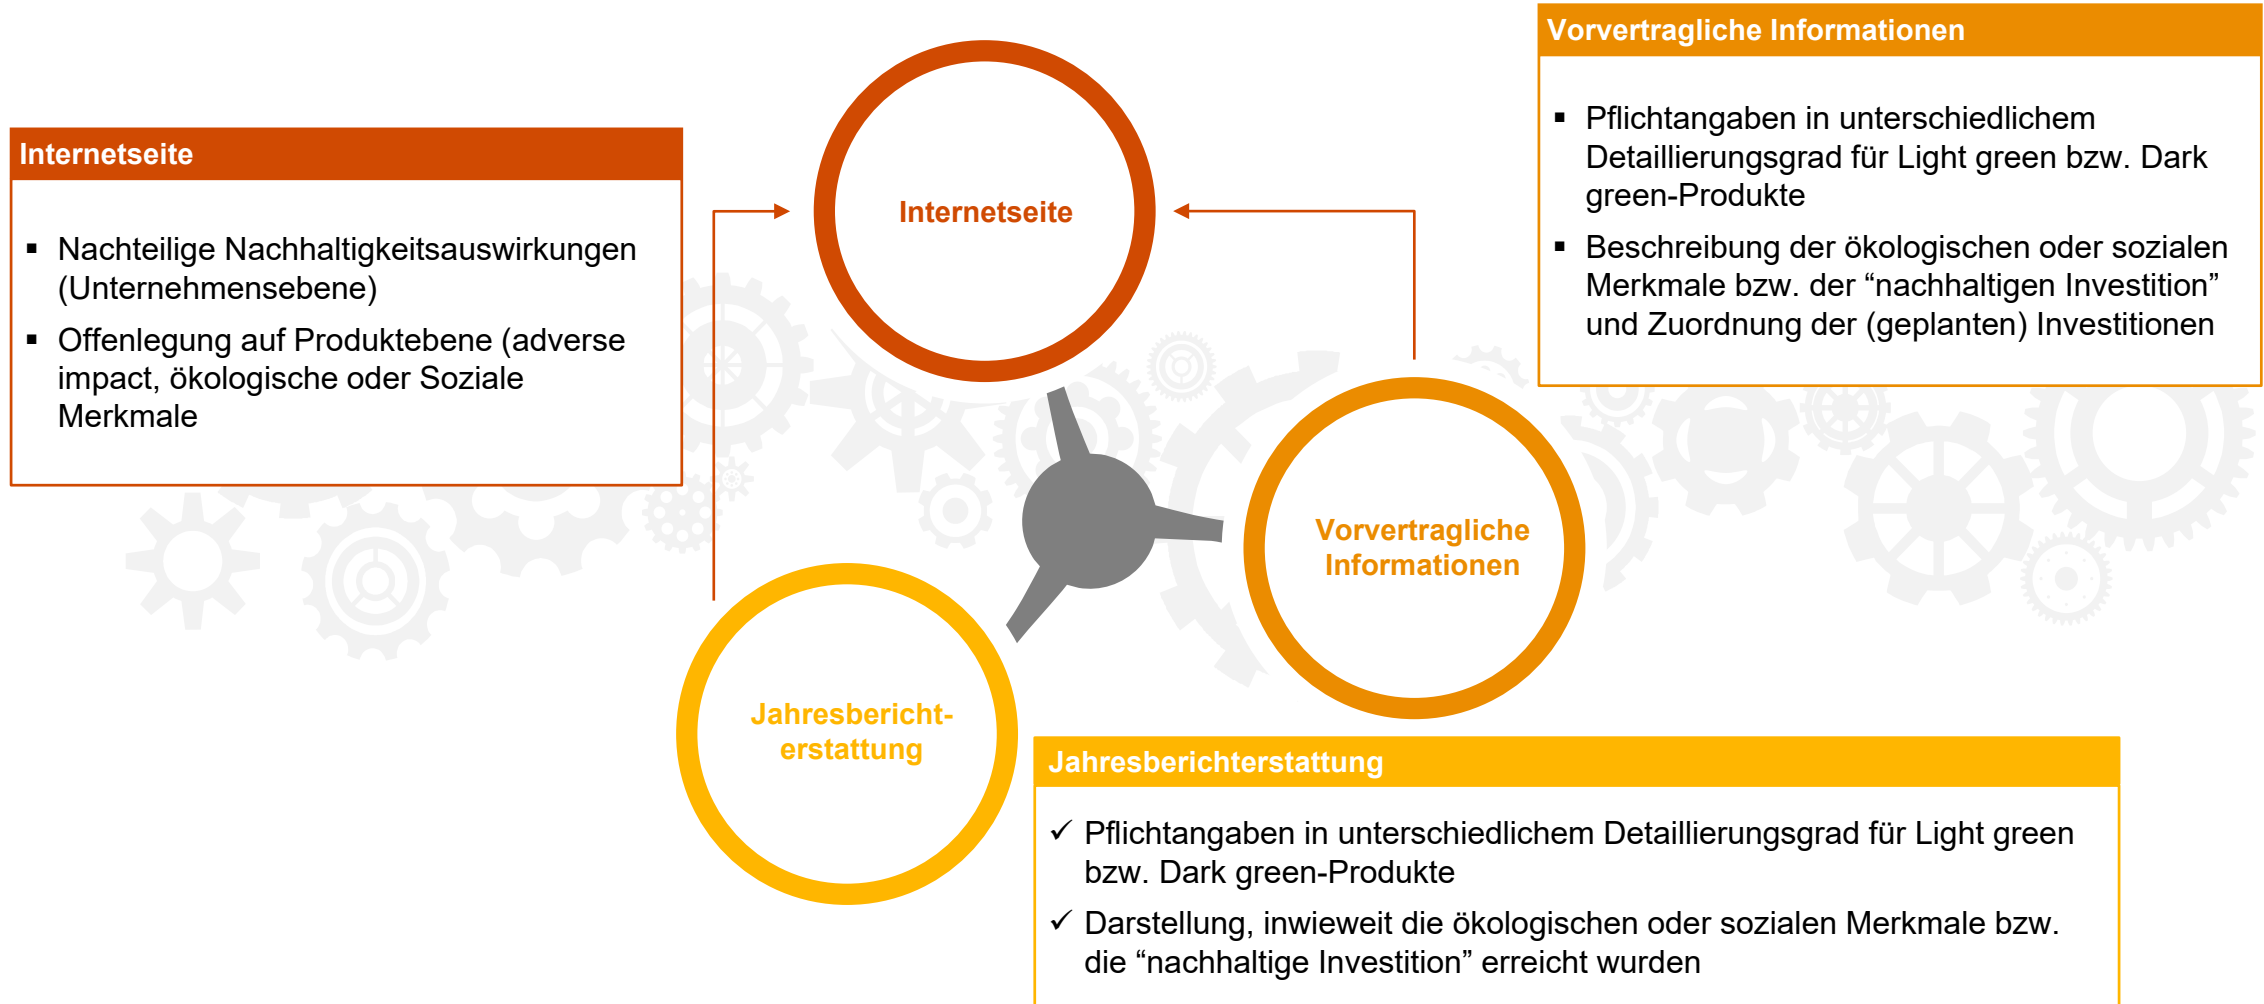 Vorvertragliche Informationen
▪ Pflichtangaben in unterschiedlichem
Detaillierungsgrad für Light green bzw. Dark
green-Produkte
▪ Beschreibung der ökologischen oder sozialen
Merkmale bzw. der “nachhaltigen Investition”
und Zuordnung der (geplanten) Investitionen
Internetseite
▪ Nachteilige Nachhaltigkeitsauswirkungen
(Unternehmensebene)
▪ Offenlegung auf Produktebene (adverse
impact, ökologische oder Soziale
Merkmale
Internetseite
Vorvertragliche
Informationen
Jahresbericht-
erstattung
Jahresberichterstattung
✓ Pflichtangaben in unterschiedlichem Detaillierungsgrad für Light green
bzw. Dark green-Produkte
✓ Darstellung, inwieweit die ökologischen oder sozialen Merkmale bzw.
die “nachhaltige Investition” erreicht wurden